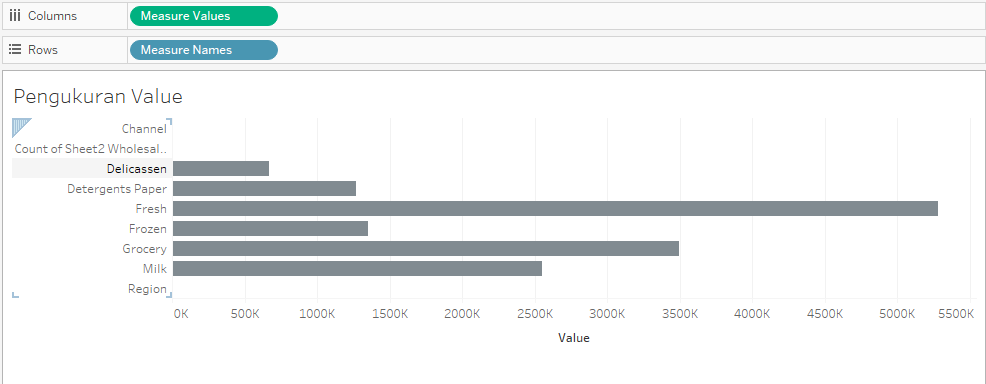 Columns Measure Values
Rows Measure Names
Pengukuran Value
Channel
Count of Sheet2 Wholesal..
Delicassen
Detergents Paper
Fresh
Frozen
Grocery
Milk
Region
0K 500K 1000K 1500K 2000K 2500K 3000K 3500K 4000K 4500K 5000K 5500K
Value